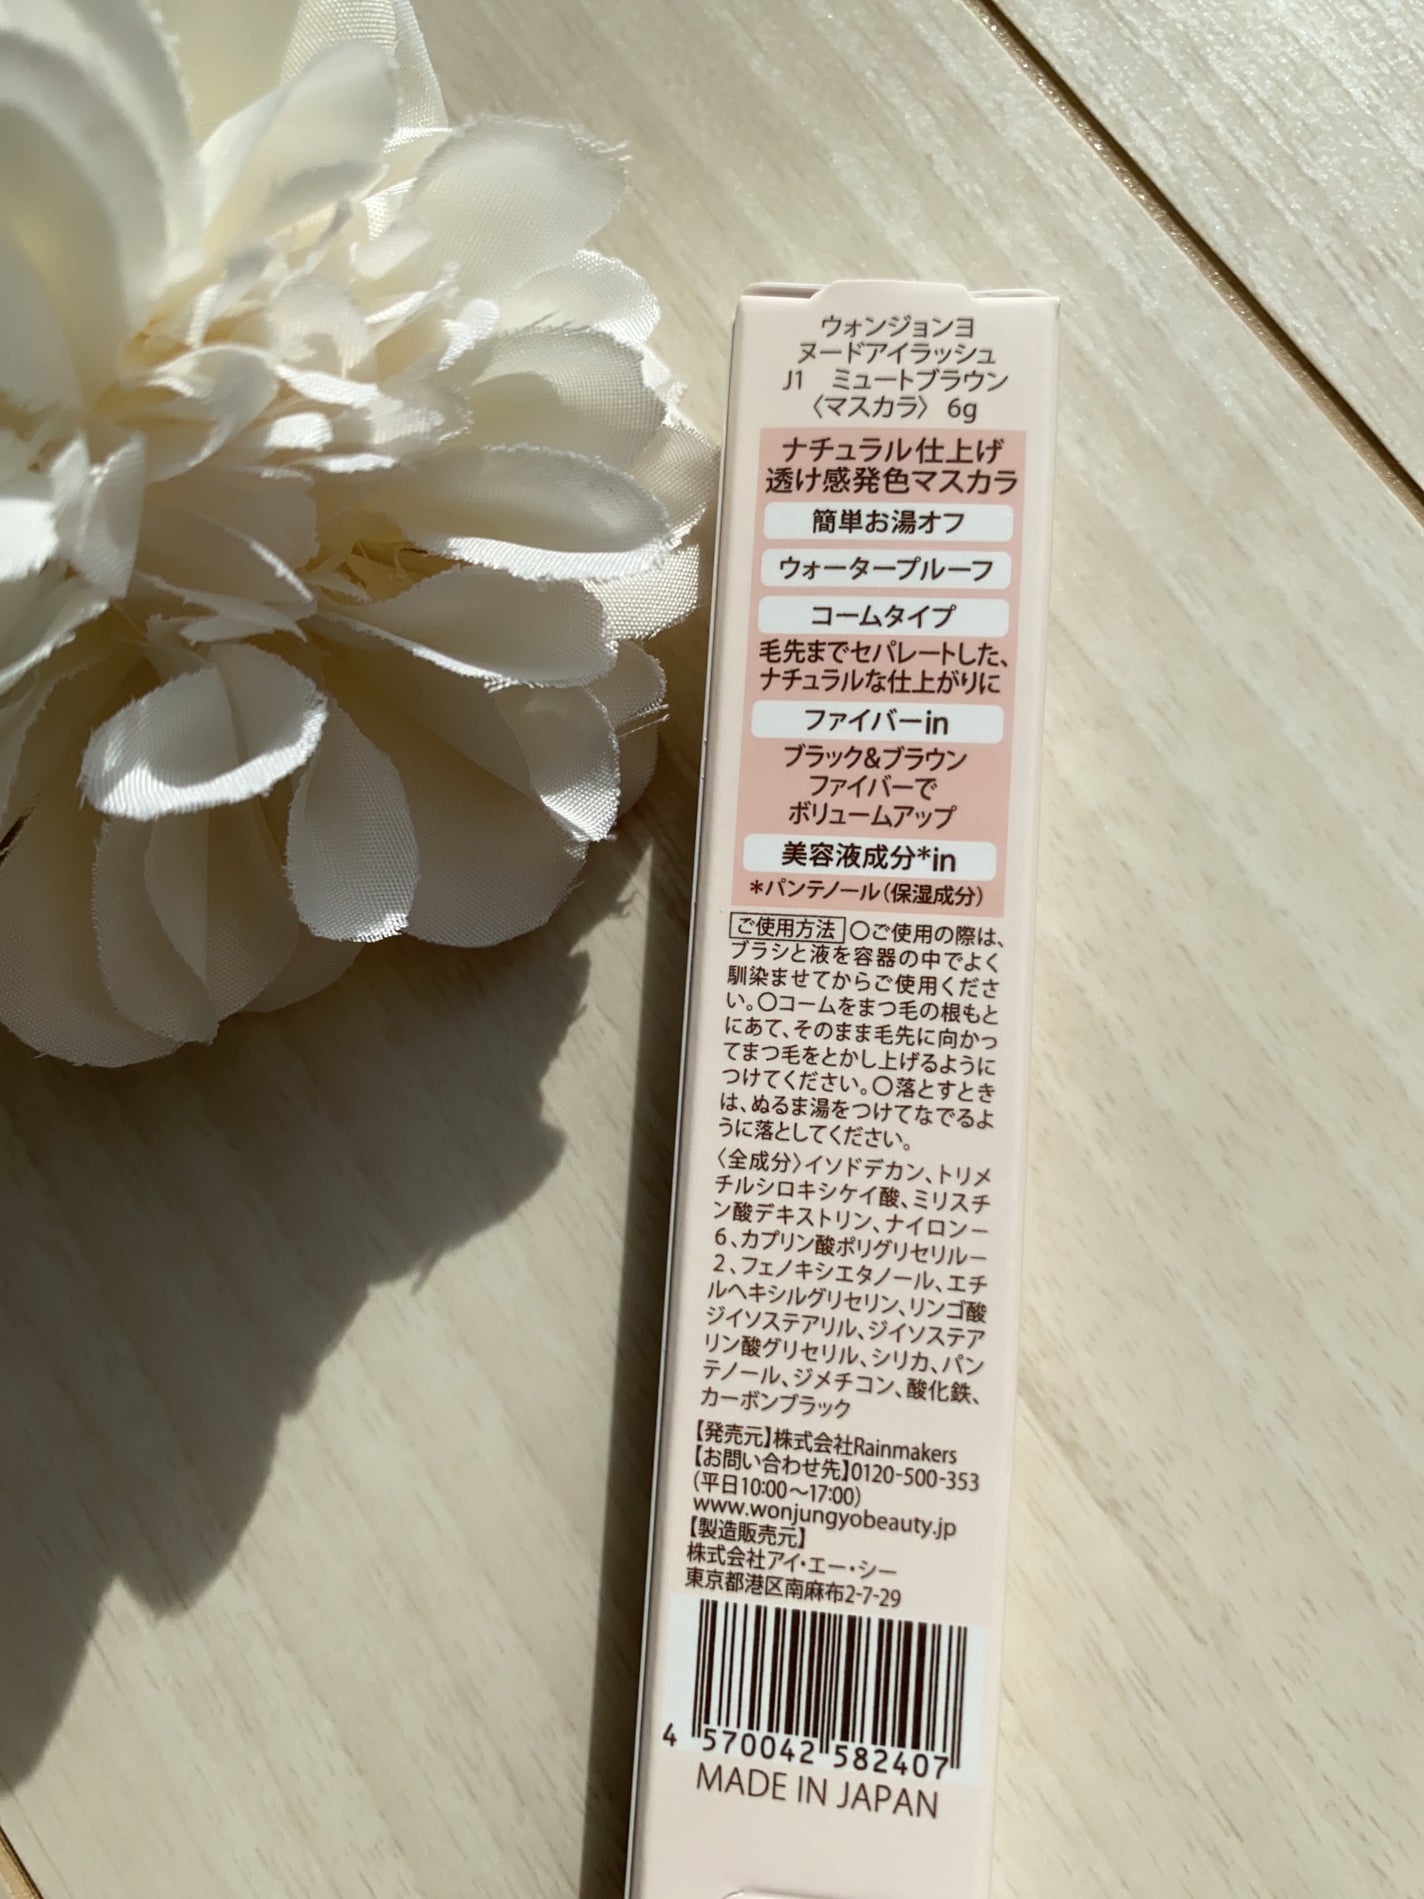 ウォンジョンヨ
ヌードアイラッシュ
J1　ミュートブラウン
〈マスカラ〉 6g
ナチュラル仕上げ
透け感発色マスカラ
簡単お湯オフ
ウォータープルーフ
コームタイプ
毛先までセパレートした、
ナチュラルな仕上がりに
ファイバーin
ブラック&ブラウン
ファイバーで
ボリュームアップ
美容液成分*in
*パンテノール（保湿成分）
ご使用方法 〇ご使用の際は、
ブラシと液を容器の中でよく
馴染ませてからご使用くださ
い。〇コームをまつ毛の根もと
にあて、そのまま毛先に向かっ
てまつ毛をとかし上げるように
つけてください。〇落とすとき
は、ぬるま湯をつけてなでるよ
うに落としてください。
〈全成分〉イソドデカン、トリメ
チルシロキシケイ酸、ミリスチ
ン酸デキストリン、ナイロンー
6、カプリン酸ポリグリセリルー
2、フェノキシエタノール、エチ
ルヘキシルグリセリン、リンゴ酸
ジイソステアリル、ジイソステア
リン酸グリセリル、シリカ、パン
テノール、ジメチコン、酸化鉄、
カーボンブラック
【発売元】株式会社Rainmakers
【お問い合わせ先】0120-500-353
（平日10:00～17:00）
www.wonjungyobeauty.jp
【製造販売元】
株式会社アイ・エー・シー
東京都港区南麻布2-7-29
4 570042 582407
MADE IN JAPAN